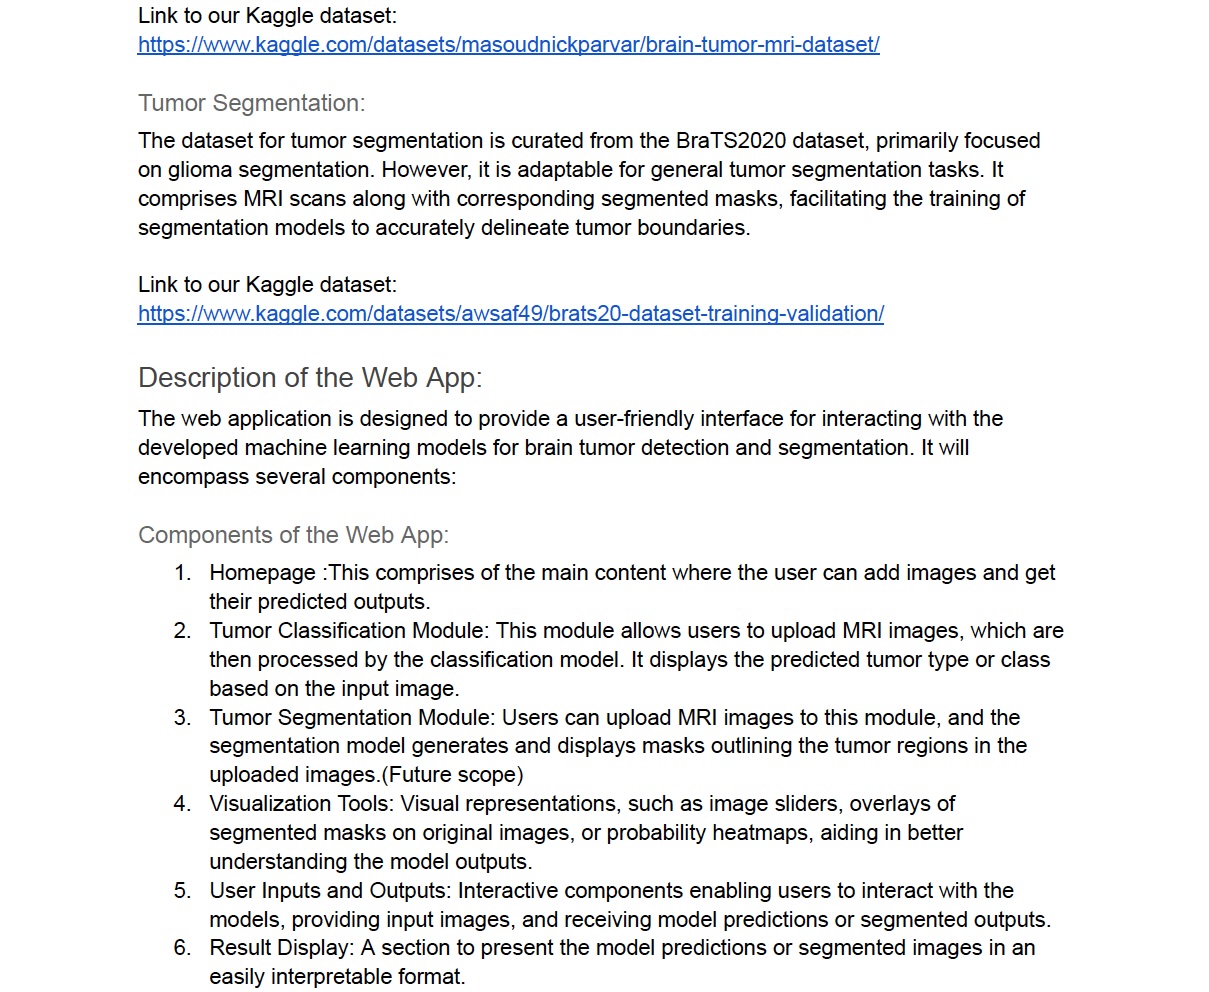 Link to our Kaggle dataset:
https://www.kaggle.com/datasets/masoudnickparvar/brain-tumor-mri-dataset/
Tumor Segmentation:
The dataset for tumor segmentation is curated from the BraTS2020 dataset, primarily focused
on glioma segmentation. However, it is adaptable for general tumor segmentation tasks. It
comprises MRI scans along with corresponding segmented masks, facilitating the training of
segmentation models to accurately delineate tumor boundaries.
Link to our Kaggle dataset:
https://www.kaggle.com/datasets/awsaf49/brats20-dataset-training-validation/
Description of the Web App:
The web application is designed to provide a user-friendly interface for interacting with the
developed machine learning models for brain tumor detection and segmentation. It will
encompass several components:
Components of the Web App:
1. Homepage :This comprises of the main content where the user can add images and get
their predicted outputs.
2. Tumor Classification Module: This module allows users to upload MRI images, which are
then processed by the classification model. It displays the predicted tumor type or class
based on the input image.
3. Tumor Segmentation Module: Users can upload MRI images to this module, and the
segmentation model generates and displays masks outlining the tumor regions in the
uploaded images.(Future scope)
4. Visualization Tools: Visual representations, such as image sliders, overlays of
segmented masks on original images, or probability heatmaps, aiding in better
understanding the model outputs.
5. User Inputs and Outputs: Interactive components enabling users to interact with the
models, providing input images, and receiving model predictions or segmented outputs.
6. Result Display: A section to present the model predictions or segmented images in an
easily interpretable format.